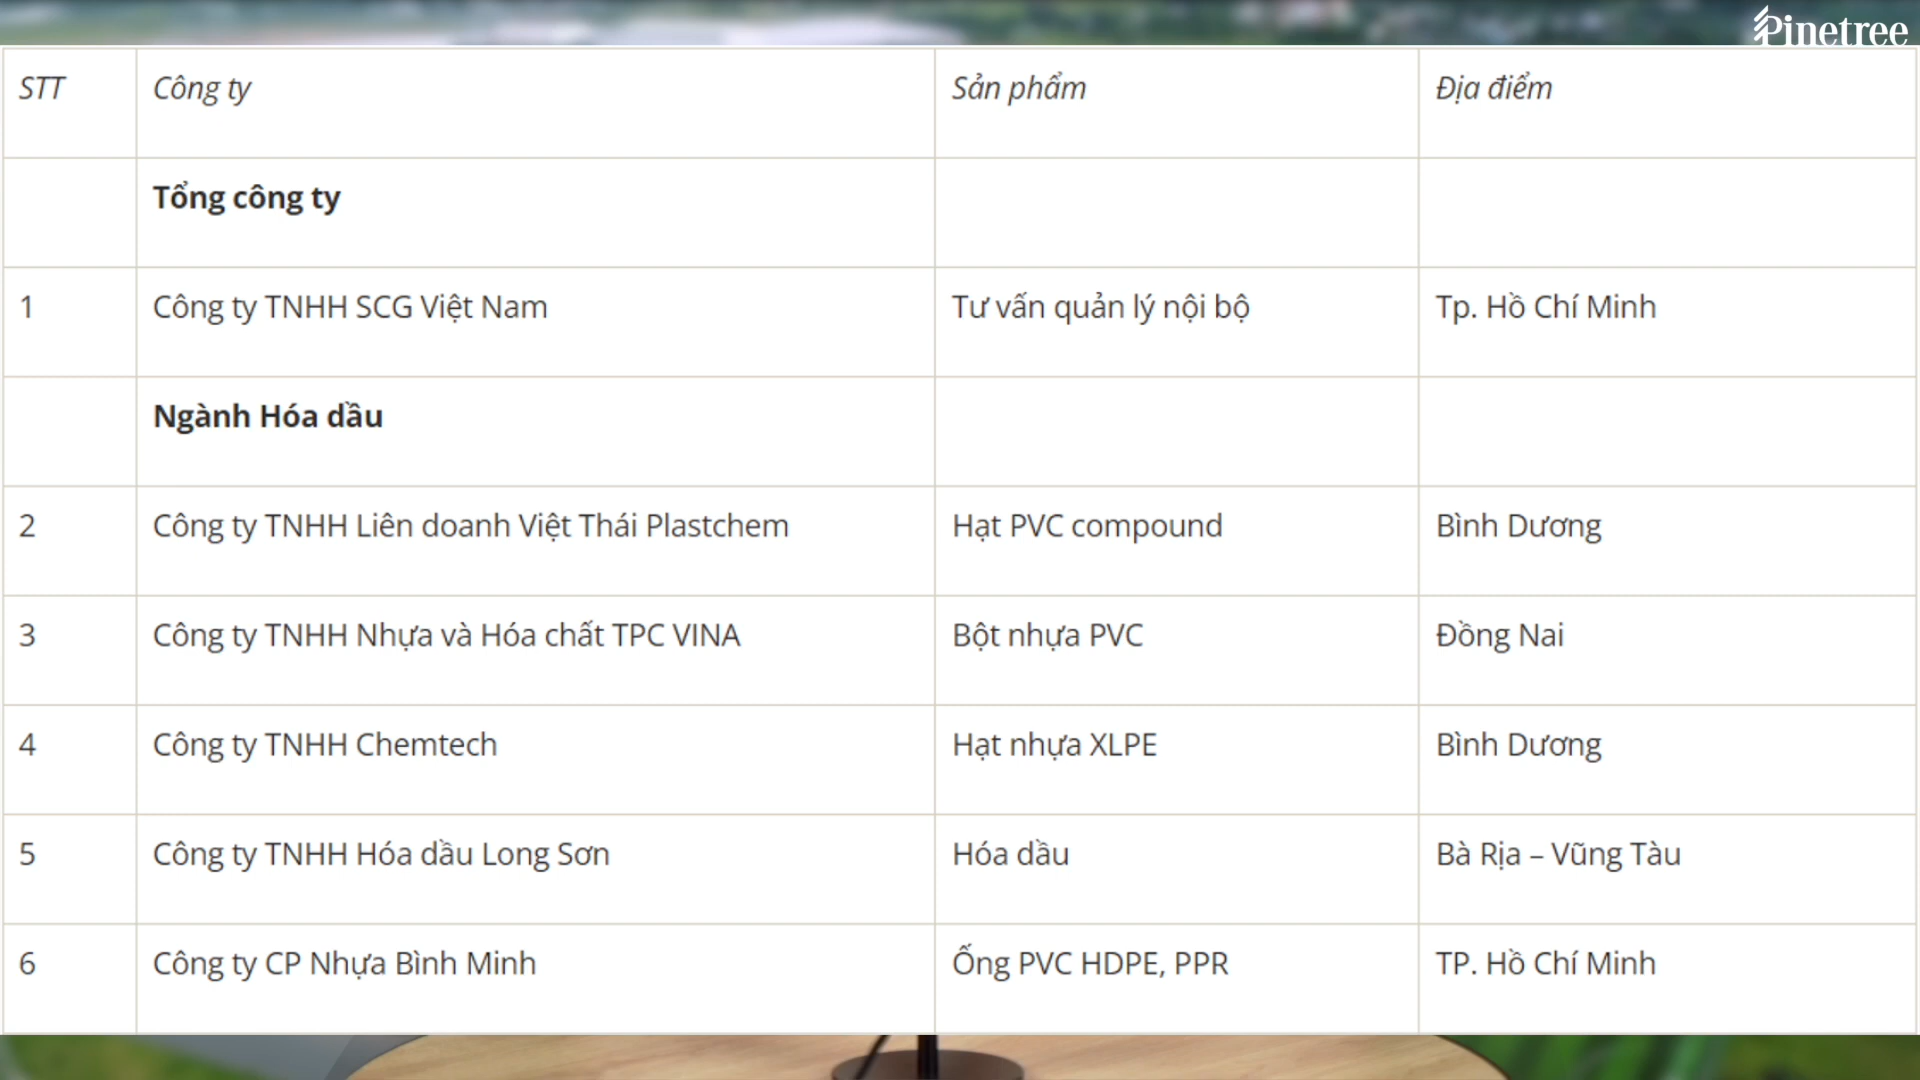 Pinetree
STT Công ty Sản phẩm Địa điểm
Tổng công ty
1 Công ty TNHH SCG Việt Nam Tư vấn quản lý nội bộ Tp. Hồ Chí Minh
Ngành Hóa dầu
2 Công ty TNHH Liên doanh Việt Thái Plastchem Hạt PVC compound Bình Dương
3 Công ty TNHH Nhựa và Hóa chất TPC VINA Bột nhựa PVC Đồng Nai
4 Công ty TNHH Chemtech Hạt nhựa XLPE Bình Dương
5 Công ty TNHH Hóa dầu Long Sơn Hóa dầu Bà Rịa – Vũng Tàu
6 Công ty CP Nhựa Bình Minh Ống PVC HDPE, PPR TP. Hồ Chí Minh